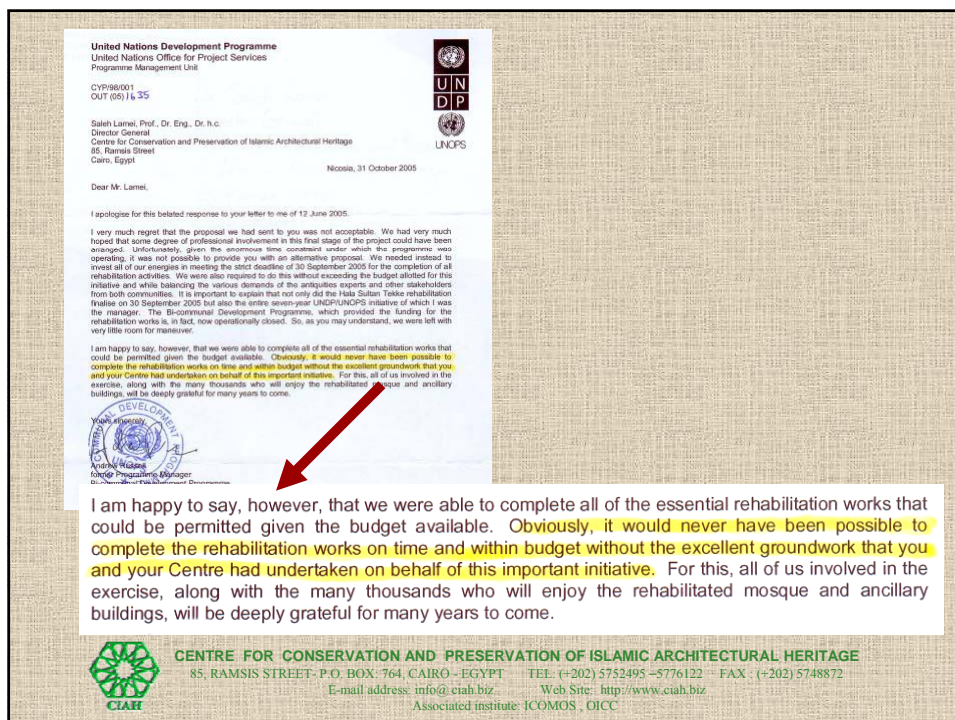 United Nations Development Programme
United Nations Office for Project Services
Programme Management Unit
CYP/98/001
OUT (05) 1635
U N
D P
UNOPS
Saleh Lamei, Prof., Dr. Eng., Dr. h.c.
Director General
Centre for Conservation and Preservation of Islamic Architectural Heritage
85, Ramsis Street
Cairo, Egypt
Nicosia, 31 October 2005
Dear Mr. Lamei,
I apologise for this belated response to your letter to me of 12 June 2005.
I very much regret that the proposal we had sent to you was not acceptable. We had very much
hoped that some degree of professional involvement in this final stage of the project could have been
arranged. Unfortunately, given the enormous time constraint under which the programme was
operating, it was not possible to provide you with an alternative proposal. We needed instead to
invest all of our energies in meeting the strict deadline of 30 September 2005 for the completion of all
rehabilitation activities. We were also required to do this without exceeding the budget allotted for this
initiative and while balancing the various demands of the antiquities experts and other stakeholders
from both communities. It is important to explain that not only did the Hala Sultan Tekke rehabilitation
finalise on 30 September 2005 but also the entire seven-year UNDP/UNOPS initiative of which I was
the manager. The Bi-communal Development Programme, which provided the funding for the
rehabilitation works is, in fact, now operationally closed. So, as you may understand, we were left with
very little room for maneuver.
I am happy to say, however, that we were able to complete all of the essential rehabilitation works that
could be permitted given the budget available. Obviously, it would never have been possible to
complete the rehabilitation works on time and within budget without the excellent groundwork that you
and your Centre had undertaken on behalf of this important initiative. For this, all of us involved in the
exercise, along with the many thousands who will enjoy the rehabilitated mosque and ancillary
buildings, will be deeply grateful for many years to come.
Yours sincerely,
former Programme Manager
Bi-communal Development Programme
I am happy to say, however, that we were able to complete all of the essential rehabilitation works that
could be permitted given the budget available. Obviously, it would never have been possible to
complete the rehabilitation works on time and within budget without the excellent groundwork that you
and your Centre had undertaken on behalf of this important initiative. For this, all of us involved in the
exercise, along with the many thousands who will enjoy the rehabilitated mosque and ancillary
buildings, will be deeply grateful for many years to come.
CIAH
CENTRE FOR CONSERVATION AND PRESERVATION OF ISLAMIC ARCHITECTURAL HERITAGE
85, RAMSIS STREET- P.O. BOX: 764, CAIRO - EGYPT TEL: (+202) 5752495 –5776122 FAX : (+202) 5748872
E-mail address: info@ ciah.biz Web Site: http://www.ciah.biz
Associated institute: ICOMOS , OICC